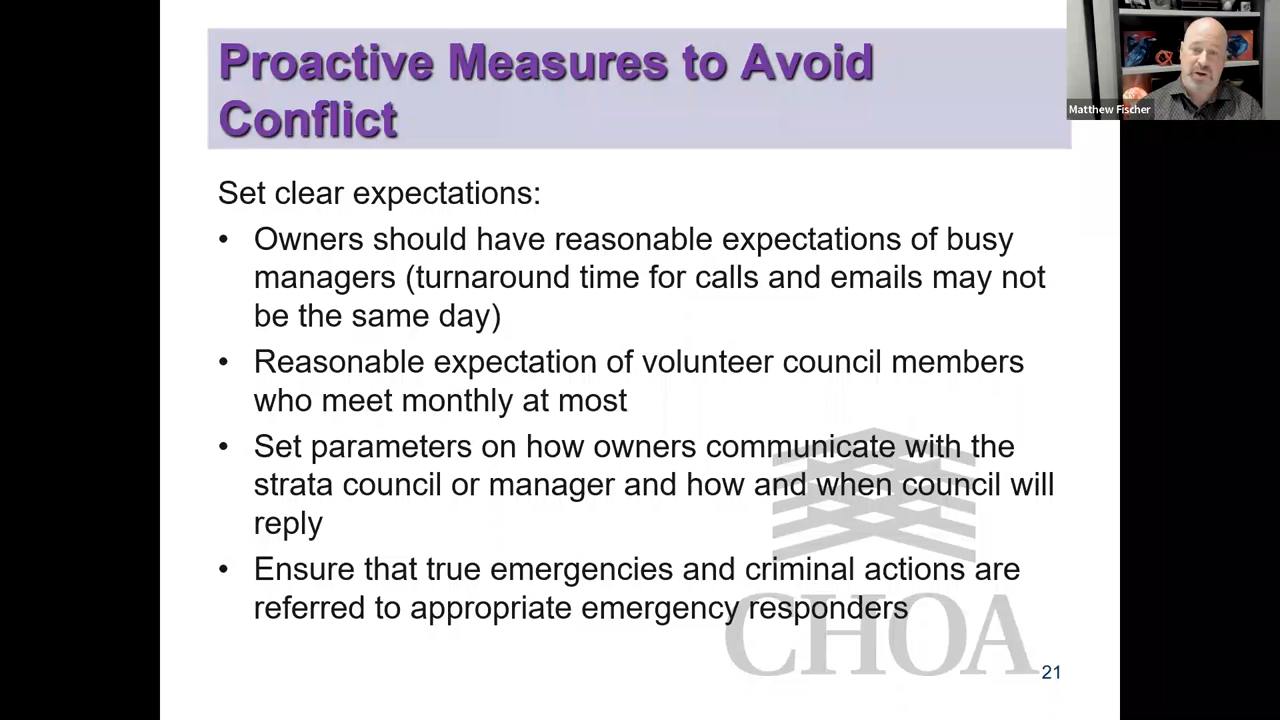 Proactive Measures to Avoid
Conflict
Matthew Fischer
Set clear expectations:
• Owners should have reasonable expectations of busy
managers (turnaround time for calls and emails may not
be the same day)
• Reasonable expectation of volunteer council members
who meet monthly at most
• Set parameters on how owners communicate with the
strata council or manager and how and when council will
reply
• Ensure that true emergencies and criminal actions are
referred to appropriate emergency responders
CHOA
21